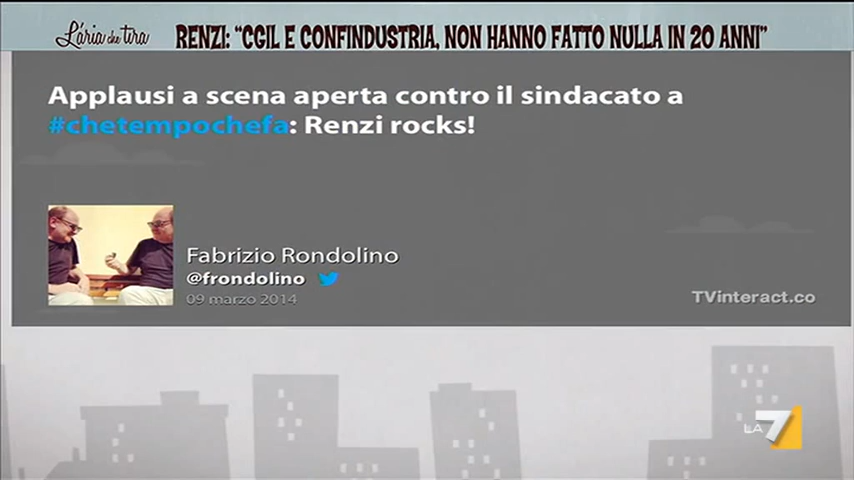 L'aria che tira
RENZI: "CGIL E CONFINDUSTRIA, NON HANNO FATTO NULLA IN 20 ANNI"
Applausi a scena aperta contro il sindacato a
#chetempochefa: Renzi rocks!
Fabrizio Rondolino
@frondolino
09 marzo 2014
TVinteract.co
LA 7